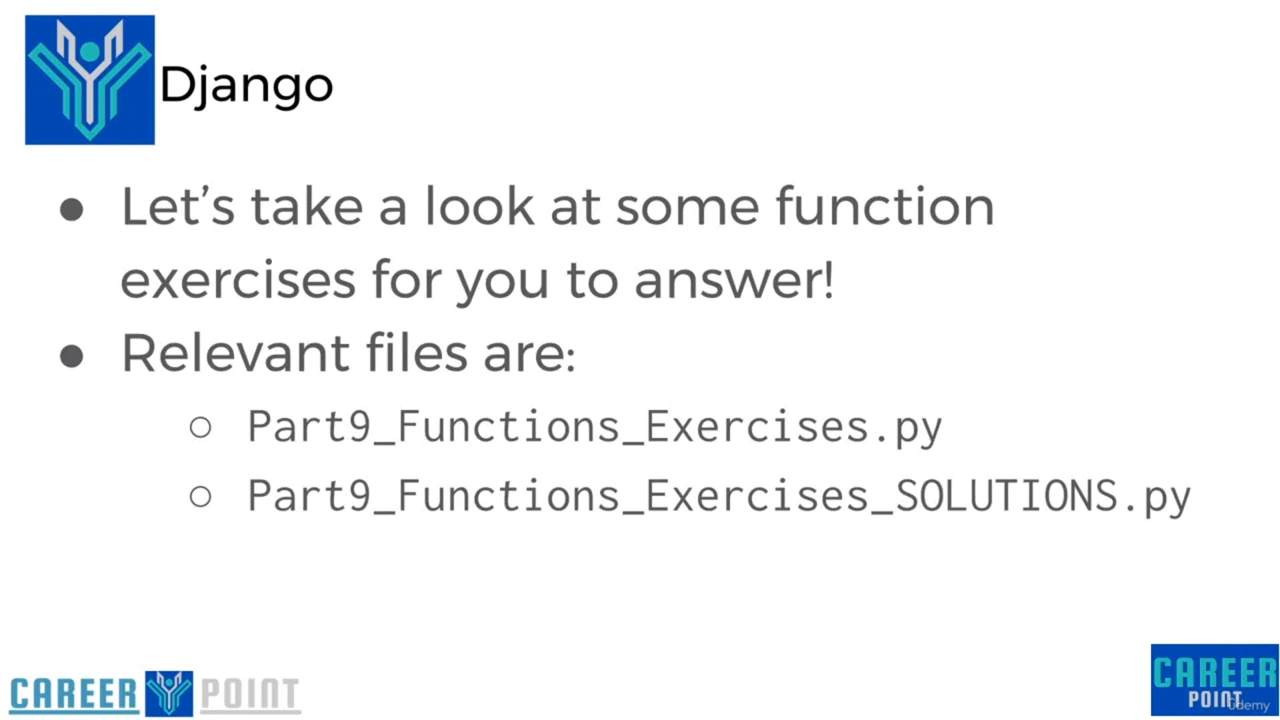 Django
● Let’s take a look at some function
exercises for you to answer!
● Relevant files are:
○ Part9_Functions_Exercises.py
○ Part9_Functions_Exercises_SOLUTIONS.py
CAREER POINT
CAREER
POINT
udemy